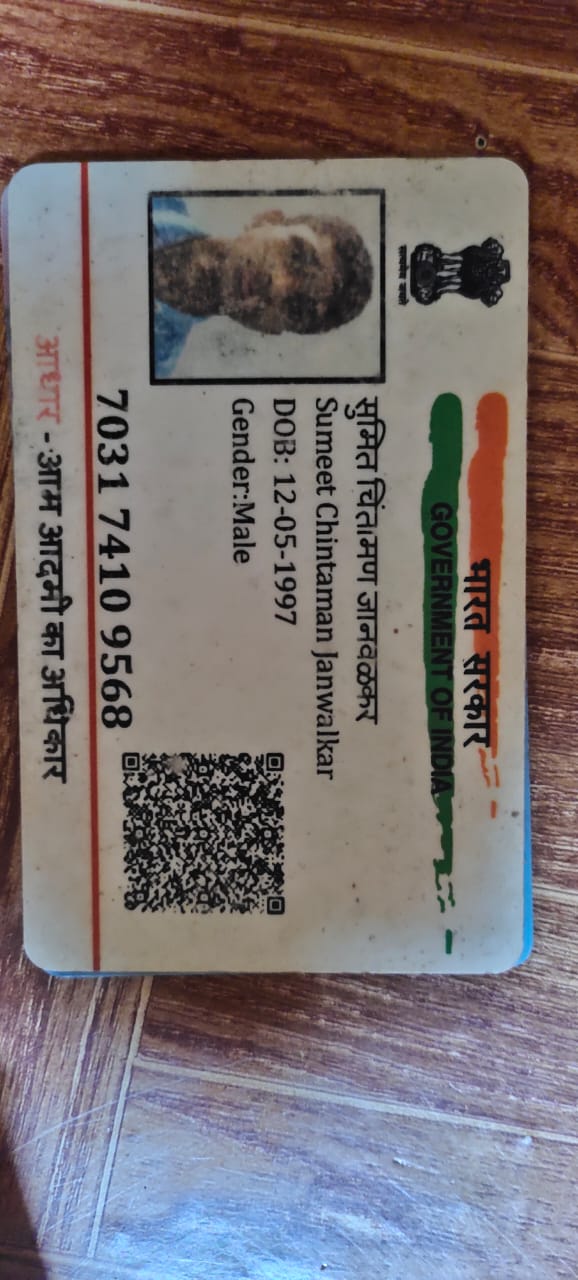 भारत सरकार
GOVERNMENT OF INDIA
सत्यमेव जयते
सुमित चिंतामण जानवळकर
Sumeet Chintaman Janwalkar
DOB: 12-05-1997
Gender:Male
7031 7410 9568
आधार - आम आदमी का अधिकार